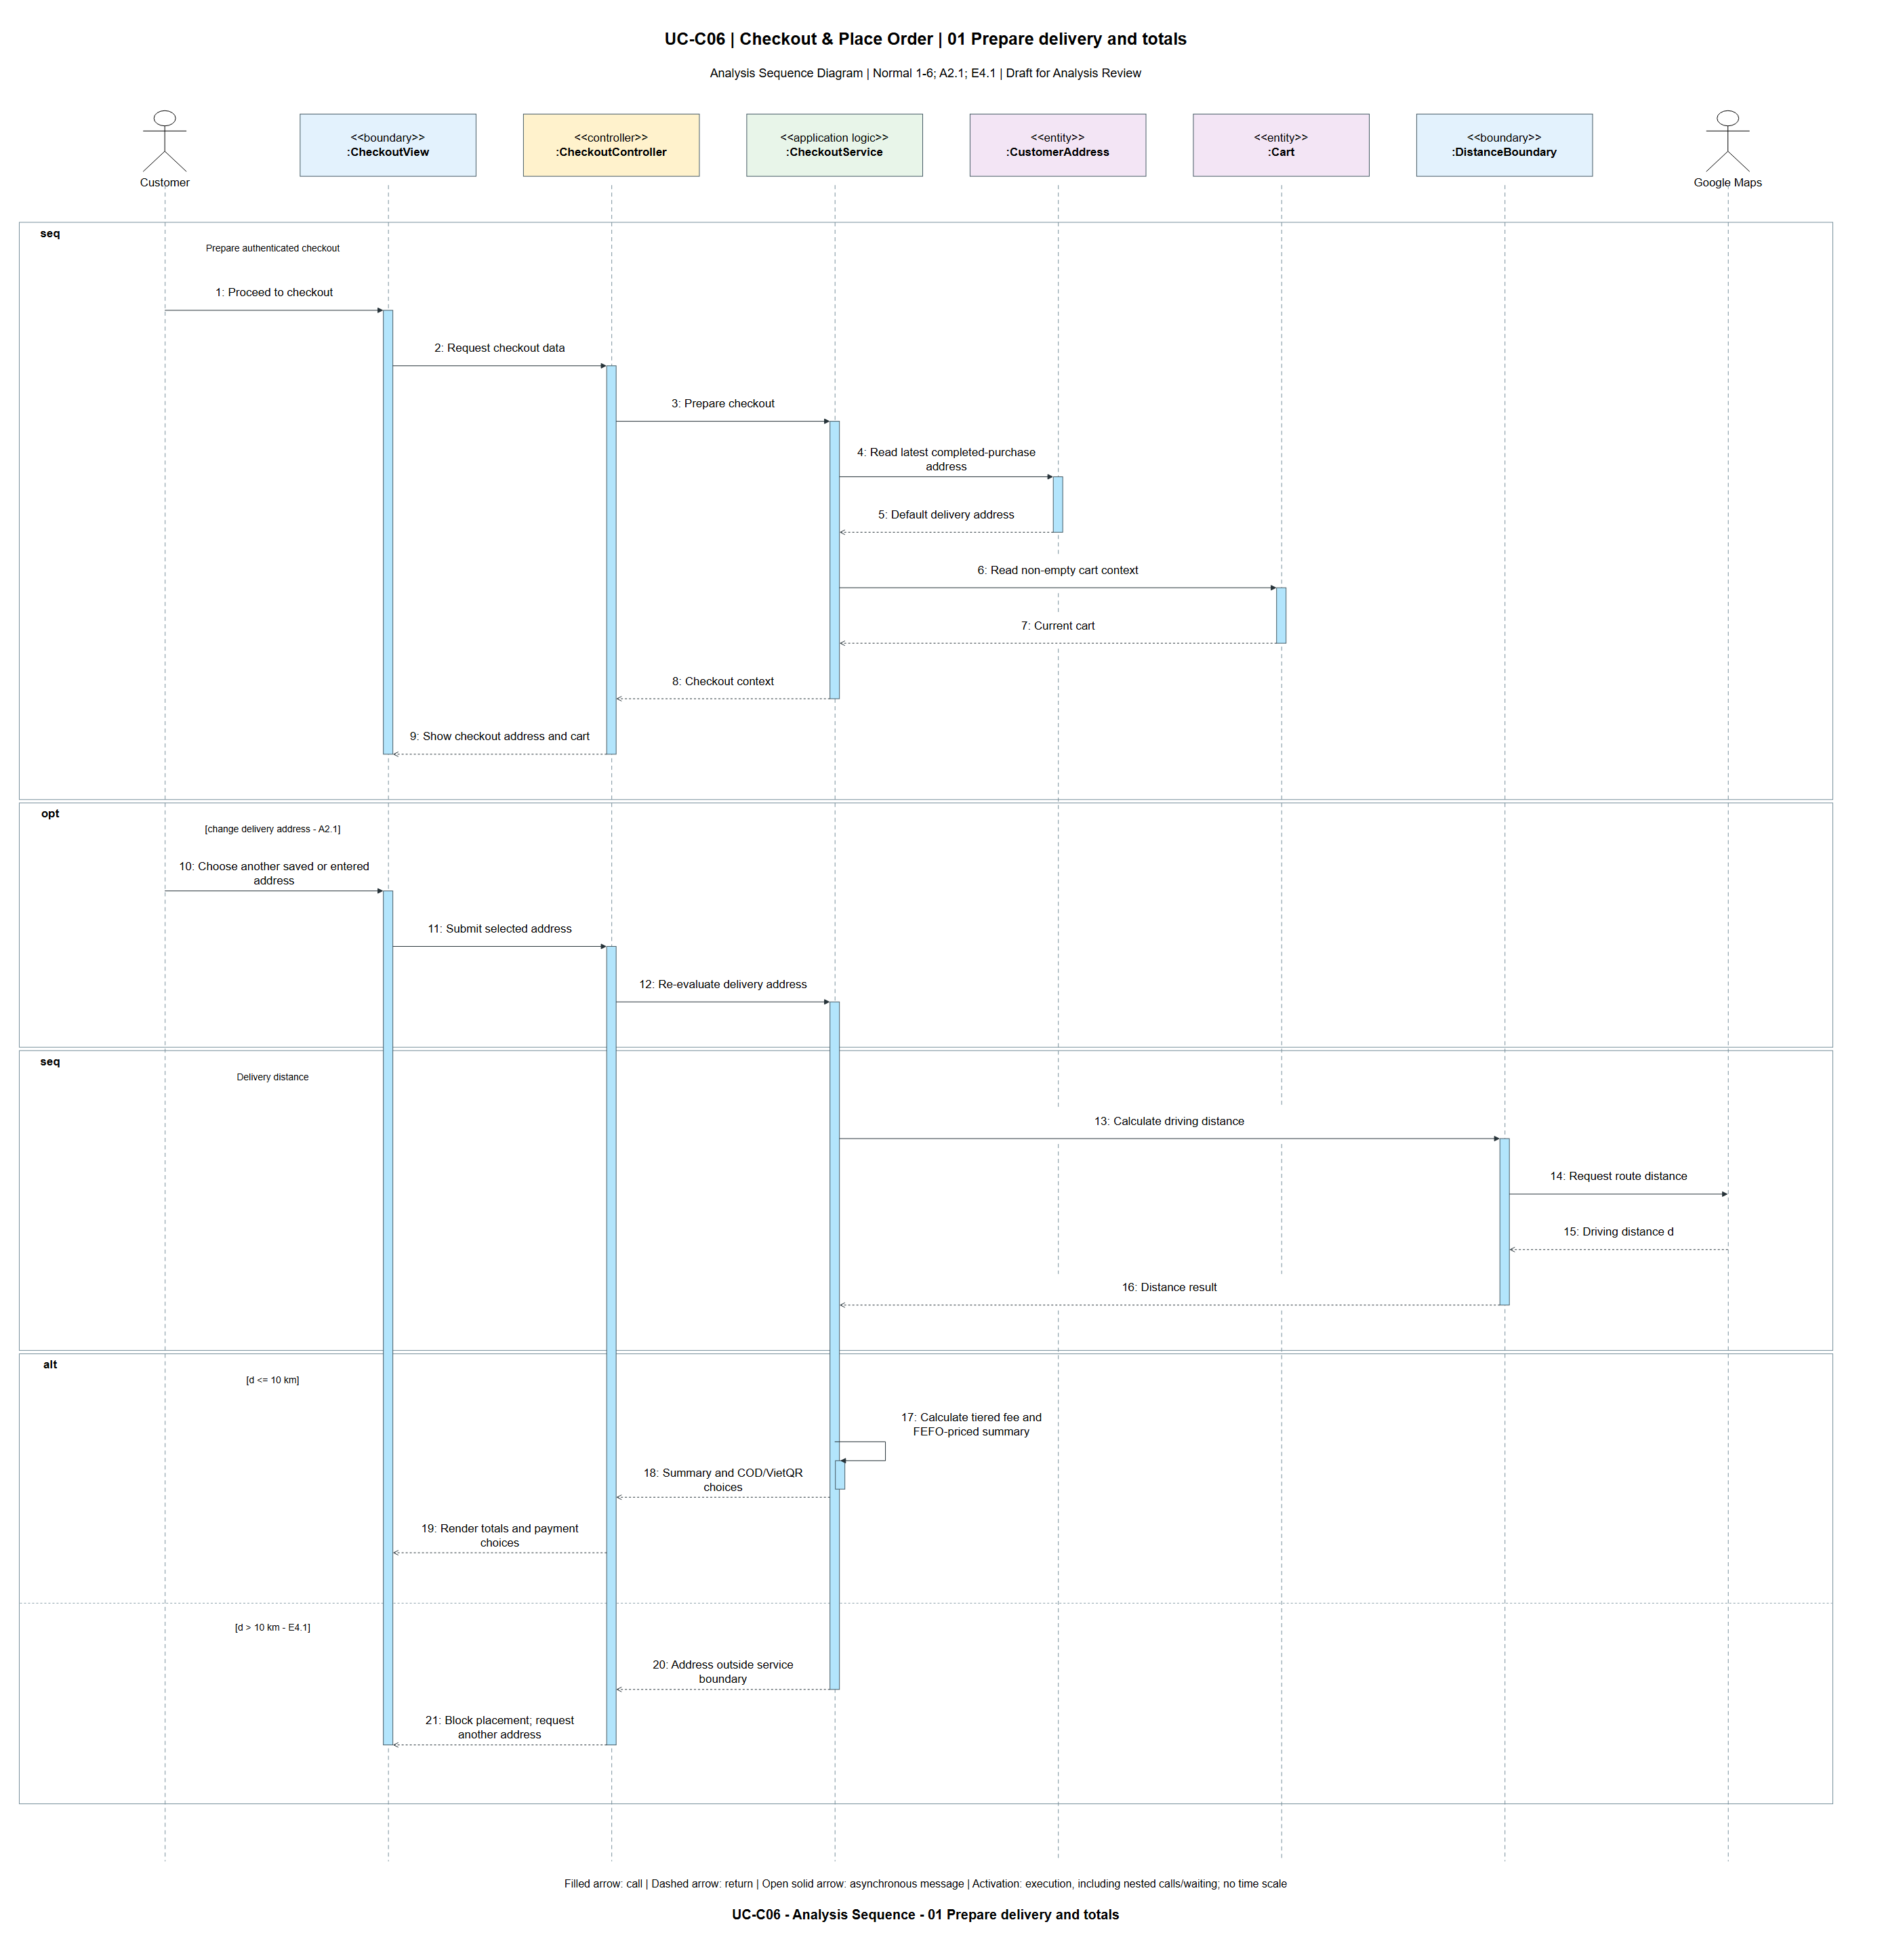 UC-C06 | Checkout & Place Order | 01 Prepare delivery and totals
Analysis Sequence Diagram | Normal 1-6; A2.1; E4.1 | Draft for Analysis Review
Customer
<<boundary>>
:CheckoutView
<<controller>>
:CheckoutController
<<application logic>>
:CheckoutService
<<entity>>
:CustomerAddress
<<entity>>
:Cart
<<boundary>>
:DistanceBoundary
Google Maps
seq
Prepare authenticated checkout
1: Proceed to checkout
2: Request checkout data
3: Prepare checkout
4: Read latest completed-purchase
address
5: Default delivery address
6: Read non-empty cart context
7: Current cart
8: Checkout context
9: Show checkout address and cart
opt
[change delivery address - A2.1]
10: Choose another saved or entered
address
11: Submit selected address
12: Re-evaluate delivery address
seq
Delivery distance
13: Calculate driving distance
14: Request route distance
15: Driving distance d
16: Distance result
alt
[d <= 10 km]
17: Calculate tiered fee and
FEFO-priced summary
18: Summary and COD/VietQR
choices
19: Render totals and payment
choices
[d > 10 km - E4.1]
20: Address outside service
boundary
21: Block placement; request
another address
Filled arrow: call | Dashed arrow: return | Open solid arrow: asynchronous message | Activation: execution, including nested calls/waiting; no time scale
UC-C06 - Analysis Sequence - 01 Prepare delivery and totals